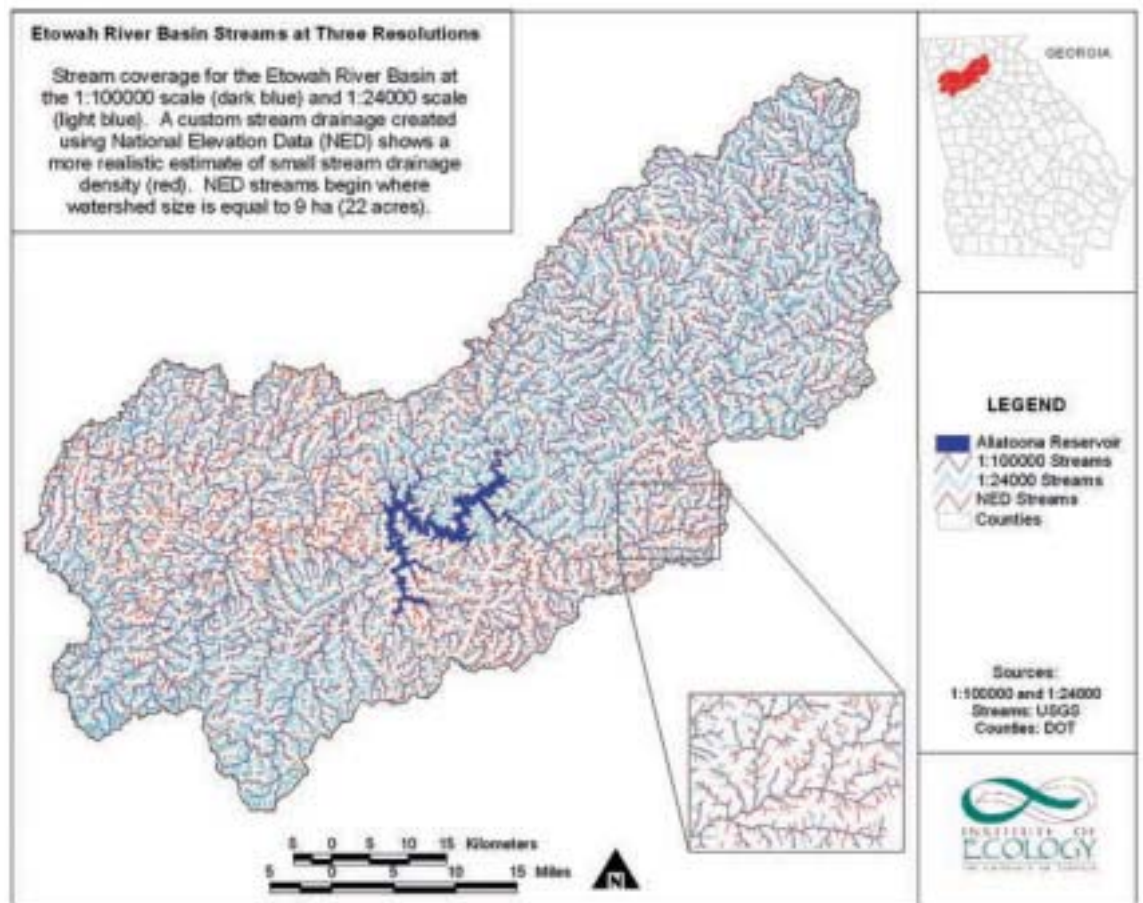 Etowah River Basin Streams at Three Resolutions
Stream coverage for the Etowah River Basin at
the 1:100000 scale (dark blue) and 1:24000 scale
(light blue). A custom stream drainage created
using National Elevation Data (NED) shows a
more realistic estimate of small stream drainage
density (red). NED streams begin where
watershed size is equal to 9 ha (22 acres).
GEORGIA
LEGEND
Allatoona Reservoir
1:100000 Streams
1:24000 Streams
NED Streams
Counties
Sources:
1:100000 and 1:24000
Streams: USGS
Counties: DOT
5 0 5 10 15 Kilometers
5 0 5 10 15 Miles
N
INSTITUTE OF
ECOLOGY